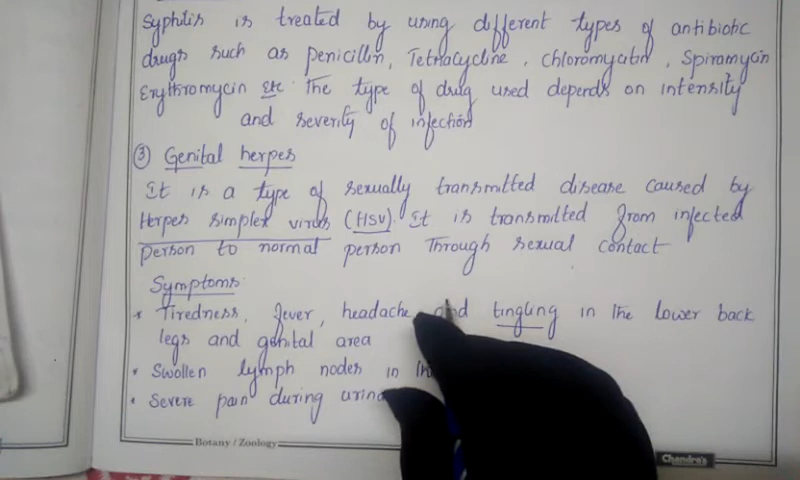 Syphilis is treated by using different types of antibiotic
drugs such as penicillin, Tetracycline, Chloromycitin, Spiramycin
Erythromycin Etc. The type of drug used depends on intensity
and severity of infection
③ Genital herpes
It is a type of sexually transmitted disease caused by
Herpes simplex virus (HSV). It is transmitted from infected
person to normal person Through sexual contact
Symptoms
* Tiredness, fever, headache and tingling in the lower back
legs and genital area
* Swollen lymph nodes in
* Severe pain during
Botany / Zoology
Chandra's